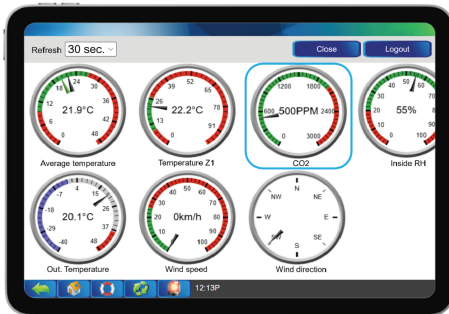 Refresh 30 sec. Close Logout
18 24 30
12 36
6 42
0 48
21.9°C
Average temperature
39 52 65
26 78
13 91
0
22.2°C
Temperature Z1
1200 1800
600 2400
0 3000
500PPM
CO2
40 50 60
30 70
20 80
10 90
0 100
55%
Inside RH
-7 4 15
-18 26
-29 37
-40 48
20.1°C
Out. Temperature
40 50 60
30 70
20 80
10 90
0 100
0km/h
Wind speed
N
NW NE
W E
SW SE
S
Wind direction
12:13P